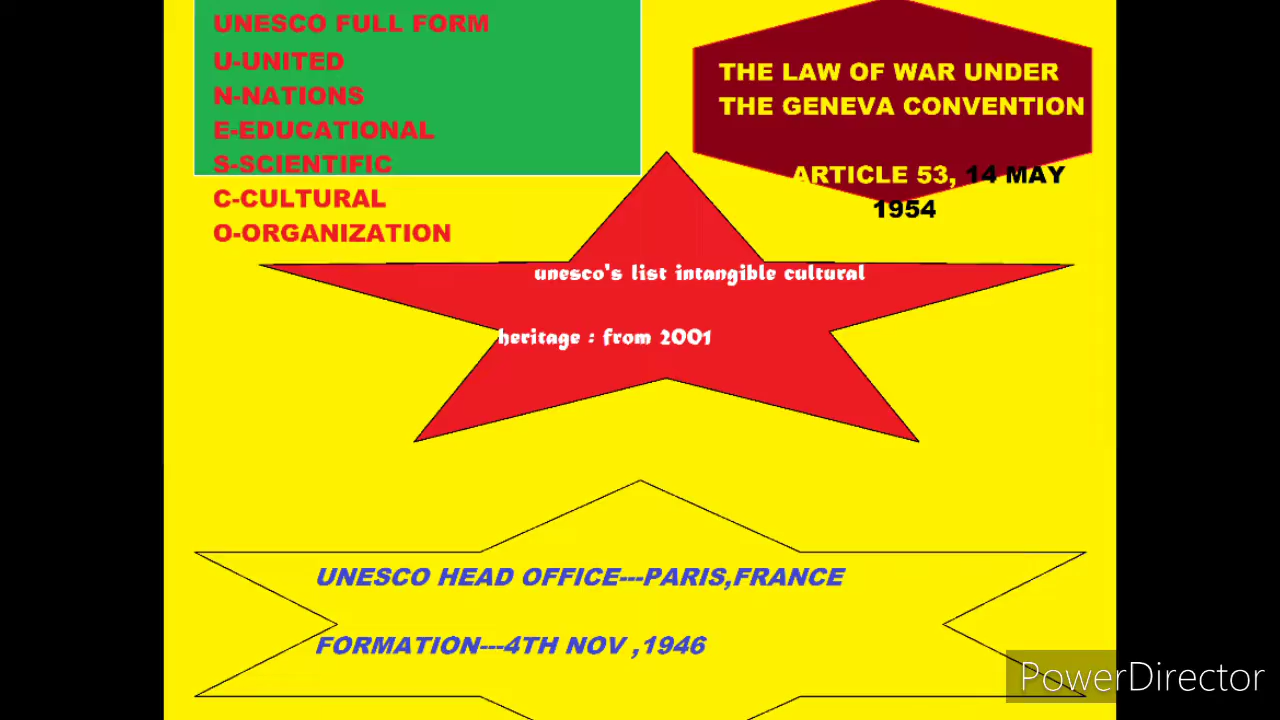 UNESCO FULL FORM
U-UNITED
N-NATIONS
E-EDUCATIONAL
S-SCIENTIFIC
C-CULTURAL
O-ORGANIZATION
THE LAW OF WAR UNDER
THE GENEVA CONVENTION
ARTICLE 53, 14 MAY
1954
unesco's list intangible cultural
heritage : from 2001
UNESCO HEAD OFFICE---PARIS,FRANCE
FORMATION---4TH NOV ,1946
PowerDirector